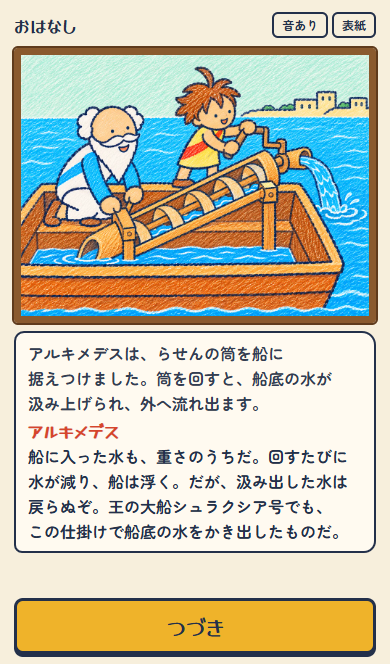 おはなし
音あり
表紙
アルキメデスは、らせんの筒を船に
据えつけました。筒を回すと、船底の水が
汲み上げられ、外へ流れ出ます。
アルキメデス
船に入った水も、重さのうちだ。回すたびに
水が減り、船は浮く。だが、汲み出した水は
戻らぬぞ。王の大船シュラクシア号でも、
この仕掛けで船底の水をかき出したものだ。
つづき